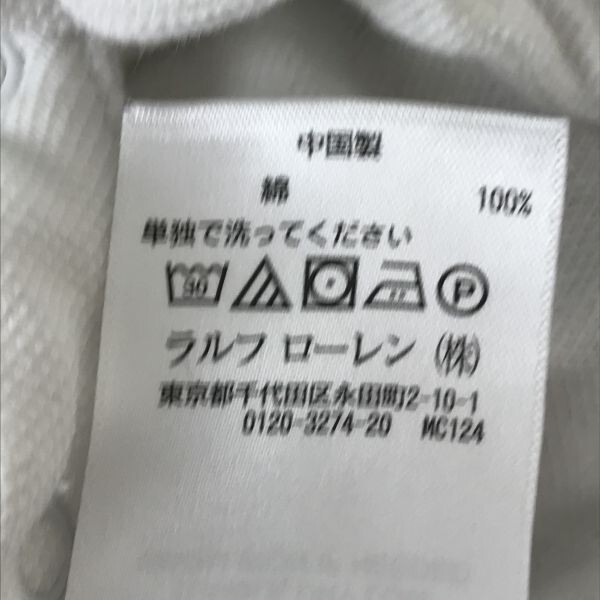 中国製
綿 100%
単独で洗ってください
30 P
ラルフ ローレン (株)
東京都千代田区永田町2-10-1
0120-3274-20 MC124